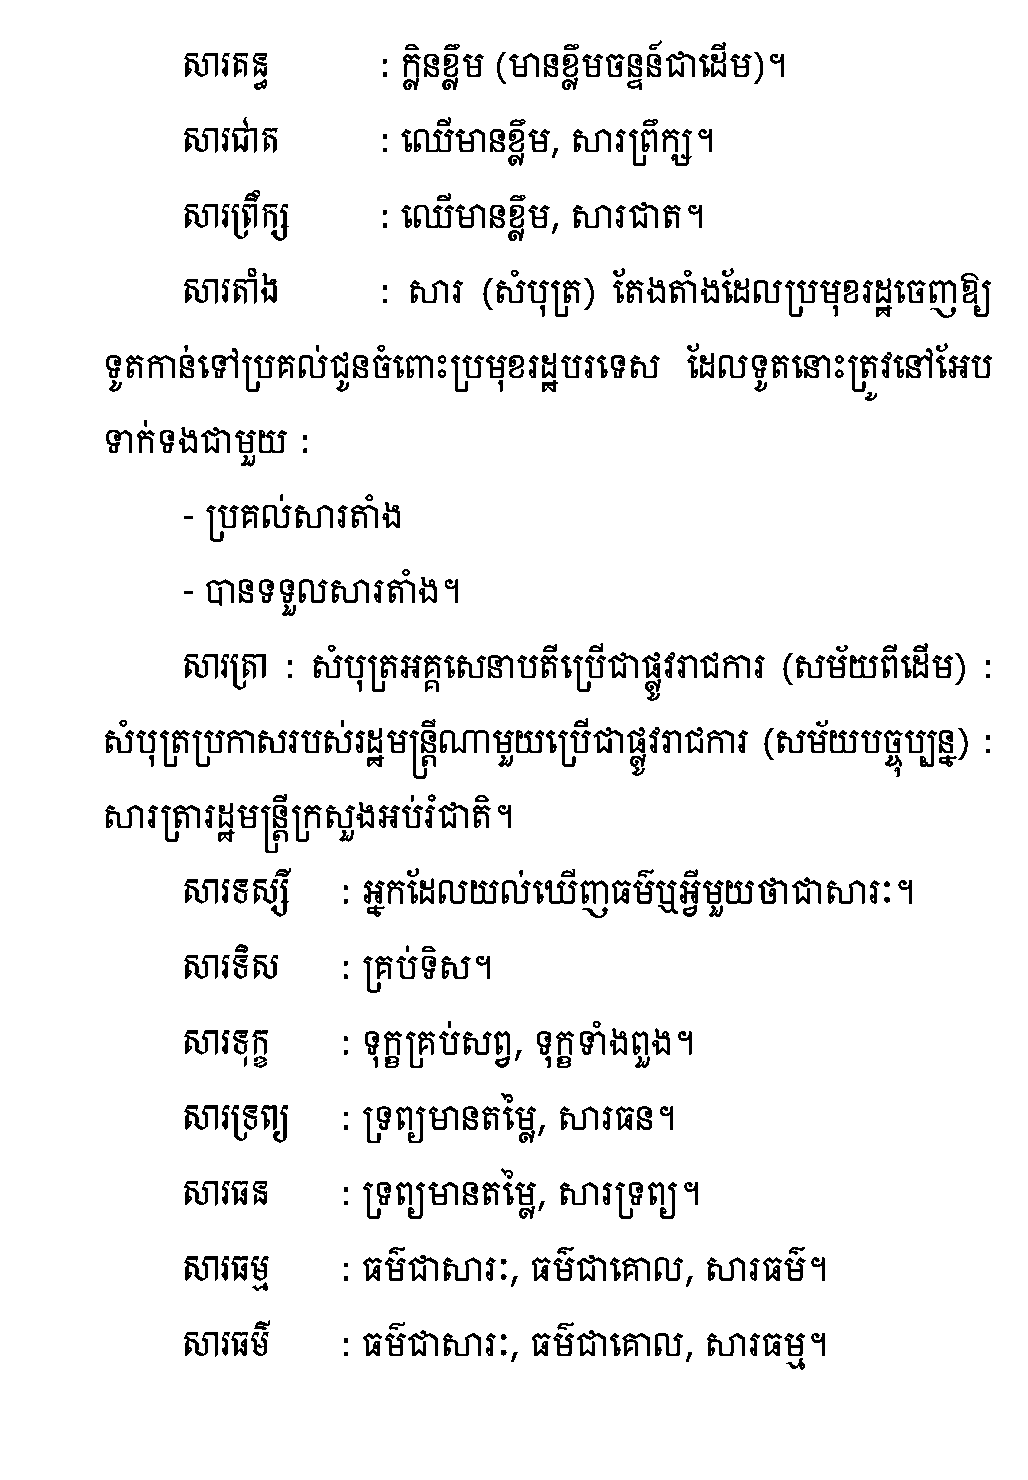 សារគន្ធ : ក្លិនខ្លឹម (មានខ្លឹមចន្ទន៍ជាដើម)។
សារជាត : ឈើមានខ្លឹម, សារព្រឹក្ស។
សារព្រឹក្ស : ឈើមានខ្លឹម, សារជាត។
សារតាំង : សារ (សំបុត្រ) តែងតាំងដែលប្រមុខរដ្ឋចេញឱ្យ
ទូតកាន់ទៅប្រគល់ជូនចំពោះប្រមុខរដ្ឋបរទេស ដែលទូតនោះត្រូវនៅអែប
ទាក់ទងជាមួយ :
- ប្រគល់សារតាំង
- បានទទួលសារតាំង។
សារត្រា : សំបុត្រអគ្គសេនាបតីប្រើជាផ្លូវរាជការ (សម័យពីដើម) :
សំបុត្រប្រកាសរបស់រដ្ឋមន្ត្រីណាមួយប្រើជាផ្លូវរាជការ (សម័យបច្ចុប្បន្ន) :
សារត្រារដ្ឋមន្ត្រីក្រសួងអប់រំជាតិ។
សារទស្សី : អ្នកដែលយល់ឃើញធម៌ឬអ្វីមួយថាជាសារៈ។
សារទិស : គ្រប់ទិស។
សារទុក្ខ : ទុក្ខគ្រប់សព្វ, ទុក្ខទាំងពួង។
សារទ្រព្យ : ទ្រព្យមានតម្លៃ, សារធន។
សារធន : ទ្រព្យមានតម្លៃ, សារទ្រព្យ។
សារធម្ម : ធម៌ជាសារៈ, ធម៌ជាគោល, សារធម៌។
សារធម៌ : ធម៌ជាសារៈ, ធម៌ជាគោល, សារធម្ម។